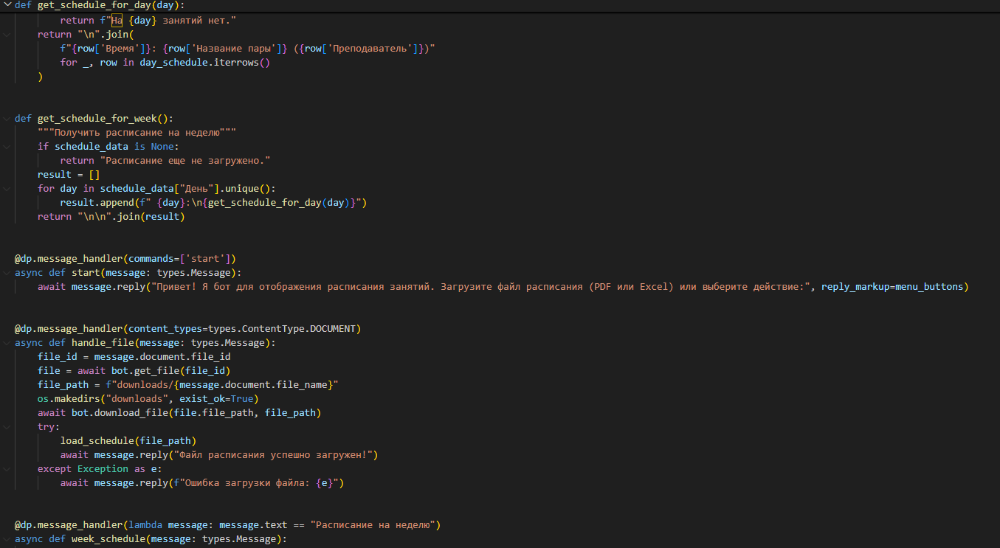 def get_schedule_for_day(day):
        return f"На {day} занятий нет."
    return "\n".join(
        f"{row['Время']}: {row['Название пары']} ({row['Преподаватель']})"
        for _, row in day_schedule.iterrows()
    )
def get_schedule_for_week():
    """Получить расписание на неделю"""
    if schedule_data is None:
        return "Расписание еще не загружено."
    result = []
    for day in schedule_data["День"].unique():
        result.append(f" {day}:\n{get_schedule_for_day(day)}")
    return "\n\n".join(result)
@dp.message_handler(commands=['start'])
async def start(message: types.Message):
    await message.reply("Привет! Я бот для отображения расписания занятий. Загрузите файл расписания (PDF или Excel) или выберите действие:", reply_markup=menu_buttons)
@dp.message_handler(content_types=types.ContentType.DOCUMENT)
async def handle_file(message: types.Message):
    file_id = message.document.file_id
    file = await bot.get_file(file_id)
    file_path = f"downloads/{message.document.file_name}"
    os.makedirs("downloads", exist_ok=True)
    await bot.download_file(file.file_path, file_path)
    try:
        load_schedule(file_path)
        await message.reply("Файл расписания успешно загружен!")
    except Exception as e:
        await message.reply(f"Ошибка загрузки файла: {e}")
@dp.message_handler(lambda message: message.text == "Расписание на неделю")
async def week_schedule(message: types.Message):